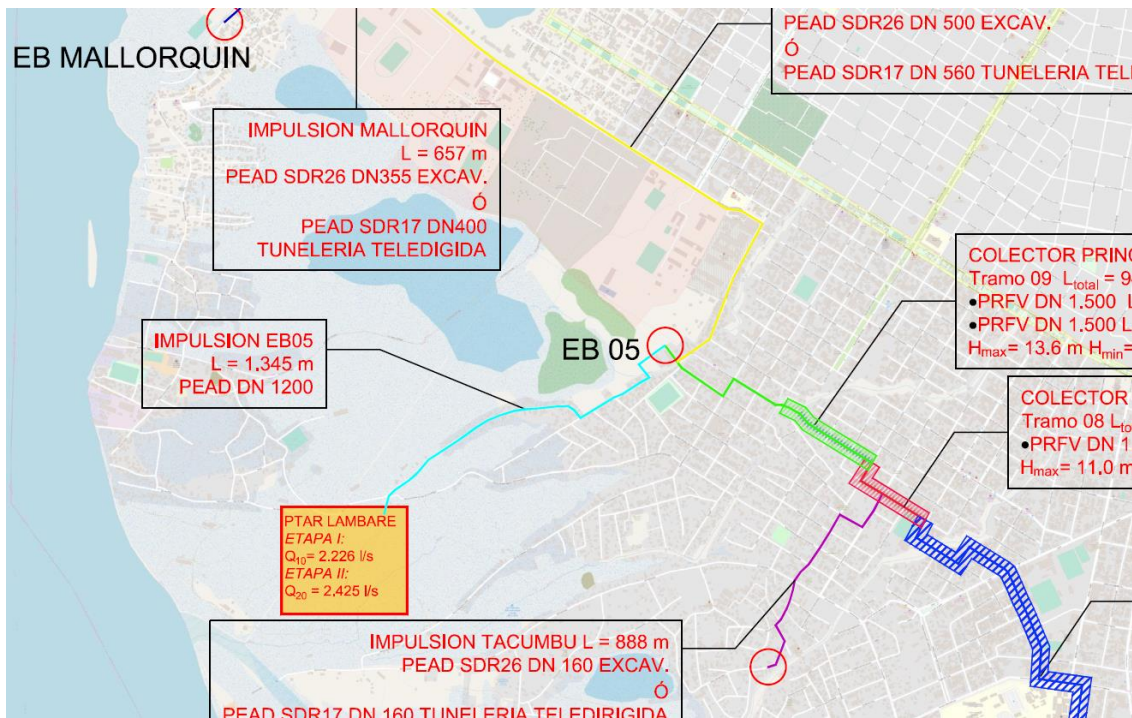 EB MALLORQUIN
PEAD SDR26 DN 500 EXCAV.
Ó
PEAD SDR17 DN 560 TUNELERIA
IMPULSION MALLORQUIN
L = 657 m
PEAD SDR26 DN355 EXCAV.
Ó
PEAD SDR17 DN400
TUNELERIA TELEDIGIDA
COLECTOR
Tramo 09 Ltotal =
•PRFV DN 1.500
•PRFV DN 1.500 L
Hmax= 13.6 m Hmin=
IMPULSION EB05
L = 1.345 m
PEAD DN 1200
EB 05
COLECTOR
Tramo 08
•PRFV DN
Hmax= 11.0 m
PTAR LAMBARE
ETAPA I:
Q10= 2.226 l/s
ETAPA II:
Q20 = 2,425 l/s
IMPULSION TACUMBU L = 888 m
PEAD SDR26 DN 160 EXCAV.
Ó
PEAD SDR17 DN 160 TUNELERIA TELEDIRIGIDA